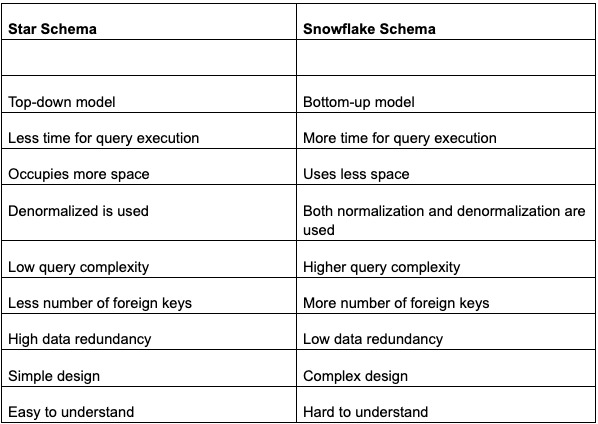 Star Schema
Snowflake Schema
Top-down model
Bottom-up model
Less time for query execution
More time for query execution
Occupies more space
Uses less space
Denormalized is used
Both normalization and denormalization are
used
Low query complexity
Higher query complexity
Less number of foreign keys
More number of foreign keys
High data redundancy
Low data redundancy
Simple design
Complex design
Easy to understand
Hard to understand